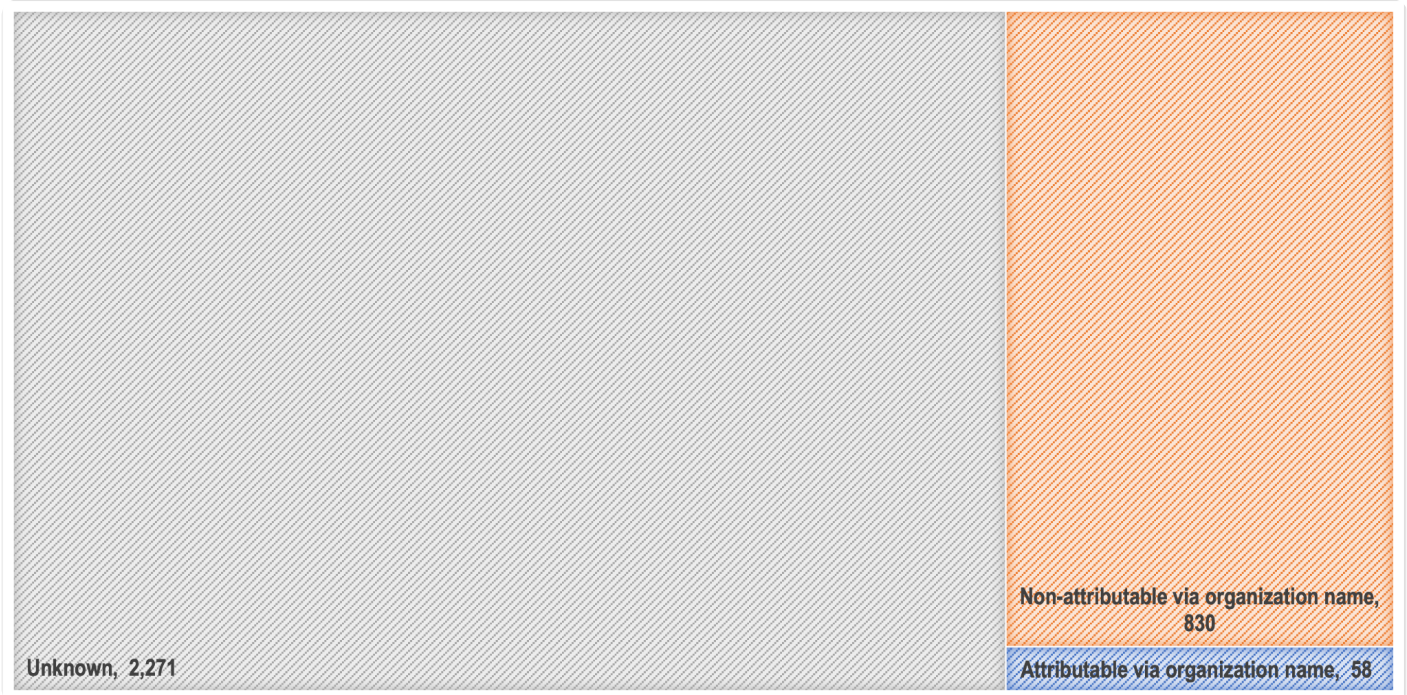 Non-attributable via organization name,
830
Unknown, 2,271
Attributable via organization name, 58